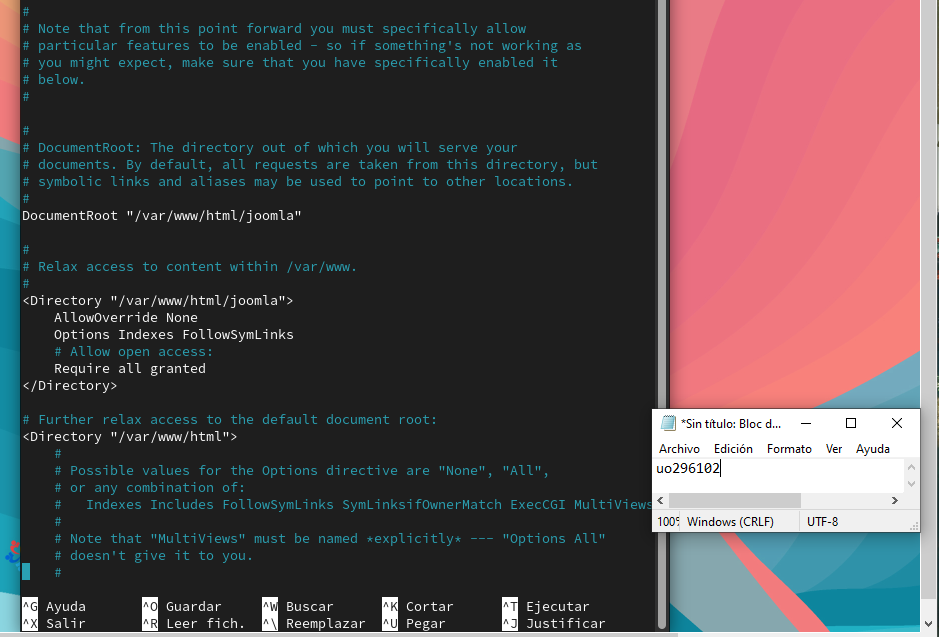 #
# Note that from this point forward you must specifically allow
# particular features to be enabled - so if something's not working as
# you might expect, make sure that you have specifically enabled it
# below.
#
#
# DocumentRoot: The directory out of which you will serve your
# documents. By default, all requests are taken from this directory, but
# symbolic links and aliases may be used to point to other locations.
#
DocumentRoot "/var/www/html/joomla"
#
# Relax access to content within /var/www.
#
<Directory "/var/www/html/joomla">
    AllowOverride None
    Options Indexes FollowSymLinks
    # Allow open access:
    Require all granted
</Directory>
# Further relax access to the default document root:
<Directory "/var/www/html">
    #
    # Possible values for the Options directive are "None", "All",
    # or any combination of:
    #   Indexes Includes FollowSymLinks SymLinksifOwnerMatch ExecCGI MultiViews
    #
    # Note that "MultiViews" must be named *explicitly* --- "Options All"
    # doesn't give it to you.
    #
^G Ayuda ^O Guardar ^W Buscar ^K Cortar ^T Ejecutar
^X Salir ^R Leer fich. ^\ Reemplazar ^U Pegar ^J Justificar
*Sin título: Bloc d...
Archivo Edición Formato Ver Ayuda
uo296102
100% Windows (CRLF) UTF-8